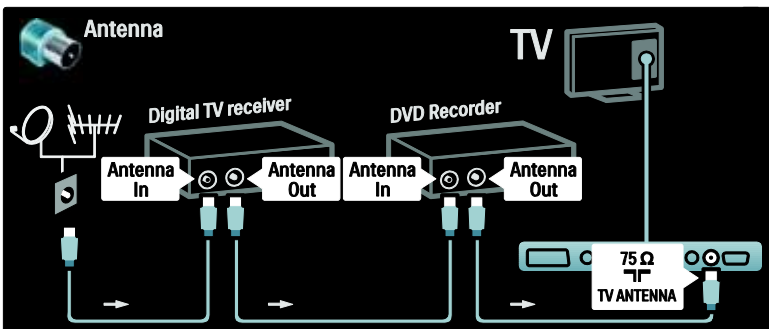 Antenna
TV
Digital TV receiver
DVD Recorder
Antenna
In
Antenna
Out
Antenna
In
Antenna
Out
75 Ω
TV ANTENNA